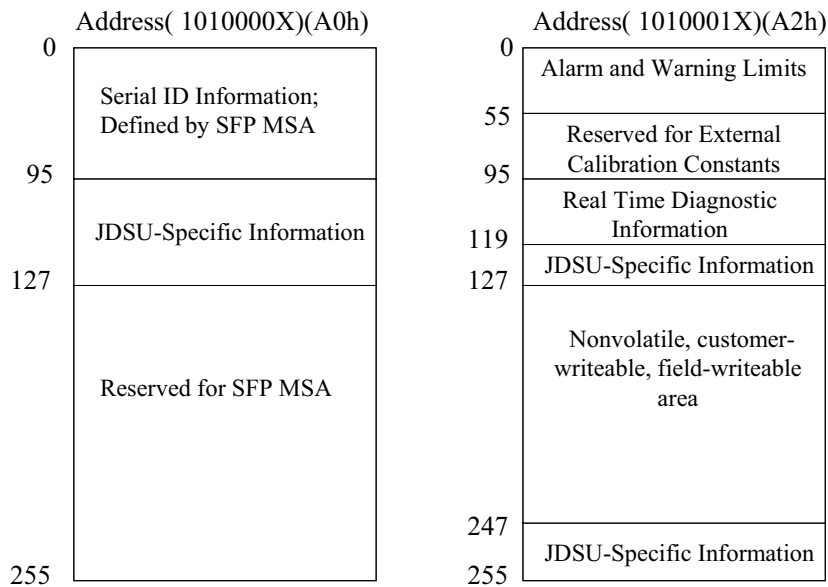 Address( 1010000X)(A0h)
0
Serial ID Information;
Defined by SFP MSA
95
JDSU-Specific Information
127
Reserved for SFP MSA
255
Address( 1010001X)(A2h)
0
Alarm and Warning Limits
55
Reserved for External
Calibration Constants
95
Real Time Diagnostic
Information
119
JDSU-Specific Information
127
Nonvolatile, customer-
writeable, field-writeable
area
247
JDSU-Specific Information
255